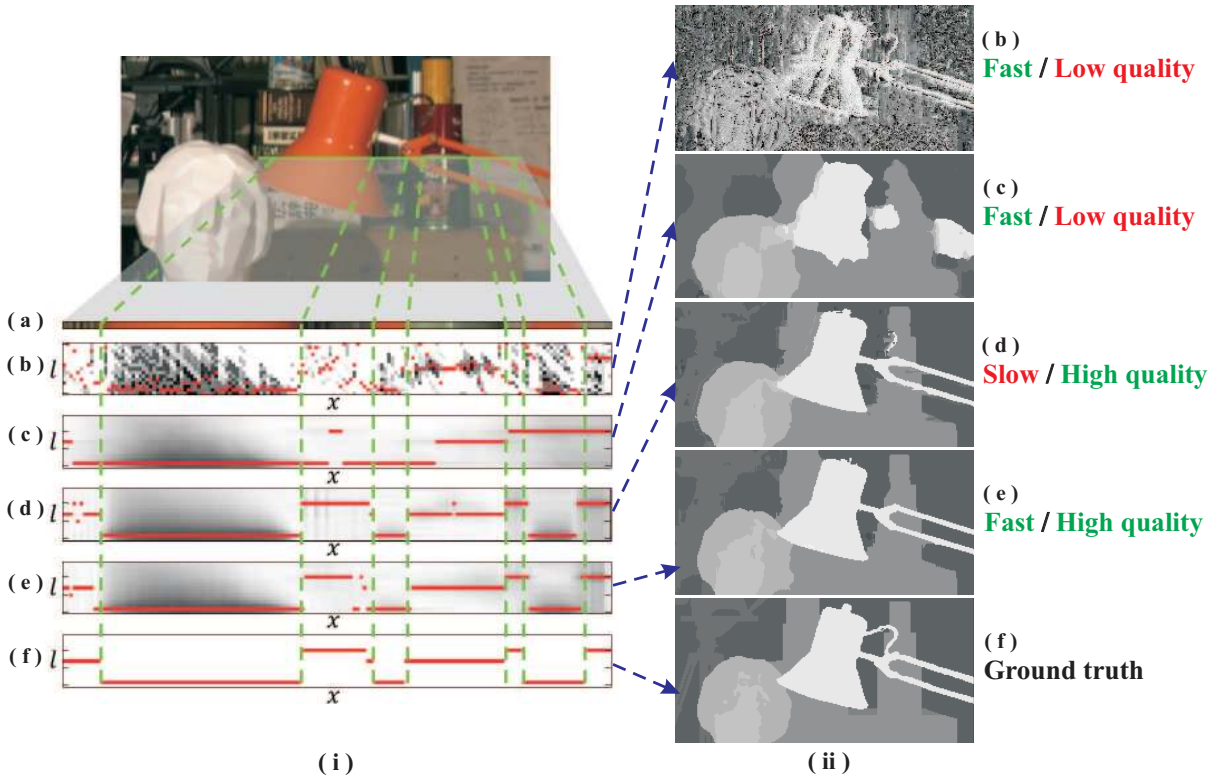 ( a )
( b ) l
x
( c ) l
x
( d ) l
x
( e ) l
x
( f ) l
x
( i )
( b )
Fast / Low quality
( c )
Fast / Low quality
( d )
Slow / High quality
( e )
Fast / High quality
( f )
Ground truth
( ii )